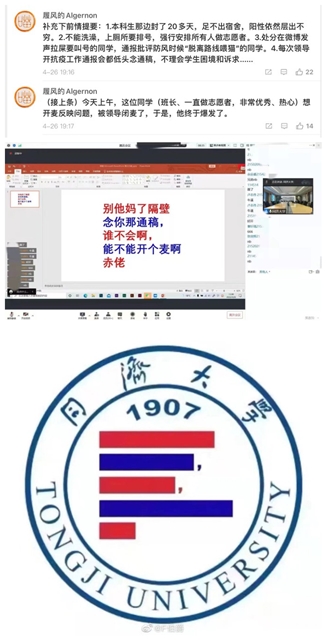 履风的 Algernon
补充下前情提要：1.本科生那边封了20多天，足不出宿舍，阳性依然层出不
穷。2.不能洗澡，上厕所要排号，强行安排所有人做志愿者。3.处分在微博发
声拉屎要叫号的同学，通报批评防风时候“脱离路线喂猫”的同学。4.每次领导
开抗疫工作通报会都低头念通稿，不理会学生困境和诉求......
4-26 19:16
22
履风的 Algernon
（接上条）今天上午，这位同学（班长、一直做志愿者，非常优秀、热心）想
开麦反映问题，被领导闭麦了，于是，他终于爆发了。
4-26 19:17
14
别他妈了隔壁
念你那通稿，
谁不会啊，
能不能开个麦啊
赤佬
同济大学
1907
TONGJI UNIVERSITY